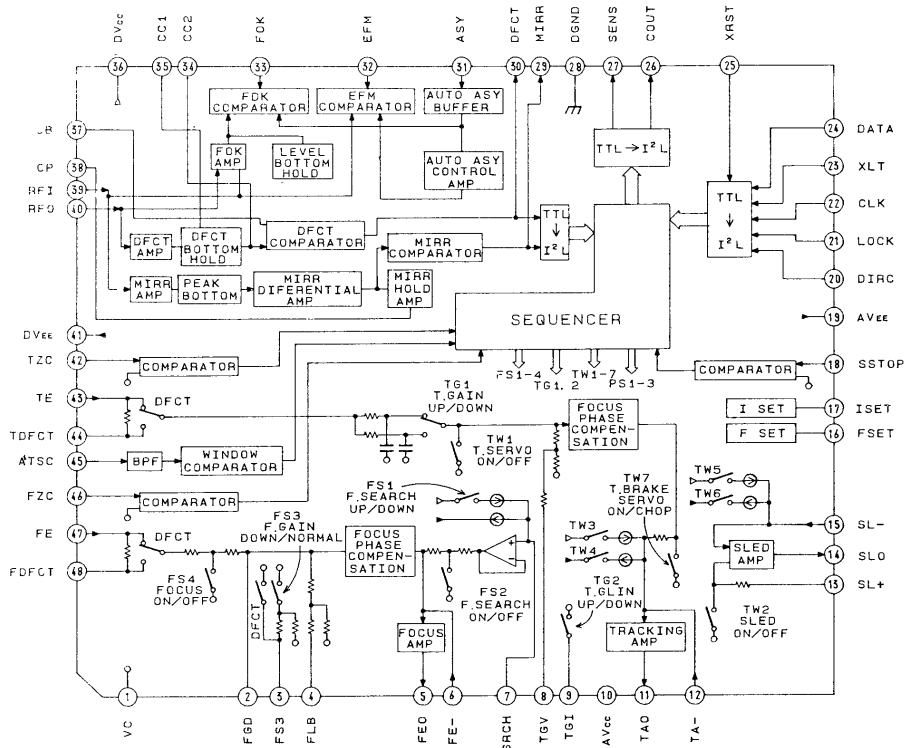 DVcc
CC1
CC2
FOK
EFM
ASY
DFCT
MIRR
DGND
SENS
COUT
XRST
36
35
34
33
32
31
30
29
28
27
26
25
FDK
COMPARATOR
EFM
COMPARATOR
AUTO ASY
BUFFER
CB
37
CP
38
RFI
39
RFO
40
FOK
AMP
LEVEL
BOTTOM
HOLD
AUTO ASY
CONTROL
AMP
TTL → I²L
TTL
↓
I²L
24
DATA
23
XLT
22
CLK
21
LOCK
20
DIRC
19
AVEE
DFCT
AMP
DFCT
BOTTOM
HOLD
DFCT
COMPARATOR
TTL
↓
I²L
MIRR
COMPARATOR
MIRR
AMP
PEAK
BOTTOM
MIRR
DIFERENTIAL
AMP
MIRR
HOLD
AMP
SEQUENCER
DVEE
41
TZC
42
COMPARATOR
FS1-4
TG1, 2
TW1-7
PS1-3
COMPARATOR
18
SSTOP
TE
43
DFCT
TG1
T,GAIN
UP/DOWN
I SET
17
ISET
F SET
16
FSET
TDFCT
44
TW1
T,SERVO
ON/OFF
FOCUS
PHASE
COMPEN-
SATION
ATSC
45
BPF
WINDOW
COMPARATOR
FZC
46
COMPARATOR
FS1
F,SEARCH
UP/DOWN
TW7
T,BRAKE
SERVO
ON/CHOP
TW5
TW6
FE
47
DFCT
FS3
F,GAIN
DOWN/NORMAL
FOCUS
PHASE
COMPEN-
SATION
TW3
TW4
15
SL-
SLED
AMP
14
SLO
FDFCT
48
FS4
FOCUS
ON/OFF
DFCT
FS4
FS2
F,SEARCH
ON/OFF
TG2
T,GLIN
UP/DOWN
13
SL+
TW2
SLED
ON/OFF
FOCUS
AMP
TRACKING
AMP
1
2
3
4
5
6
7
8
9
10
11
12
VC
FGD
FS3
FLB
FEO
FE-
SRCH
TGV
TGI
AVcc
TAO
TA-